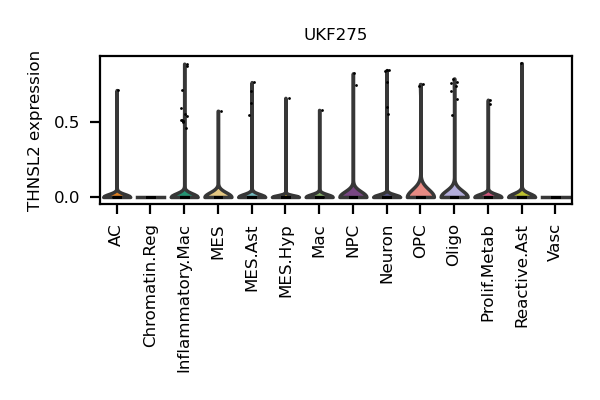 UKF275
THNSL2 expression
0.5
0.0
AC
Chromatin.Reg
Inflammatory.Mac
MES
MES.Ast
MES.Hyp
Mac
NPC
Neuron
OPC
Oligo
Prolif.Metab
Reactive.Ast
Vasc